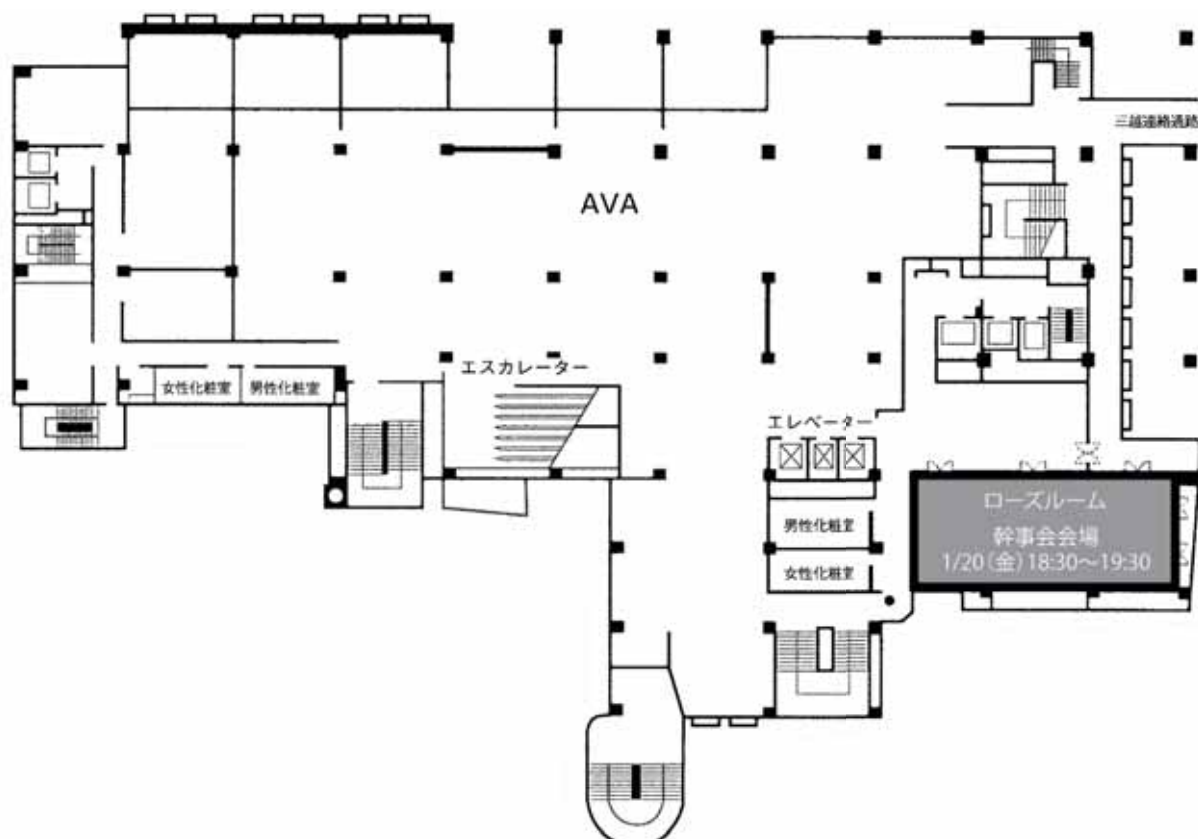 三越連絡通路
AVA
エスカレーター
女性化粧室 男性化粧室
エレベーター
ローズルーム
幹事会会場
1/20(金)18:30～19:30
男性化粧室
女性化粧室